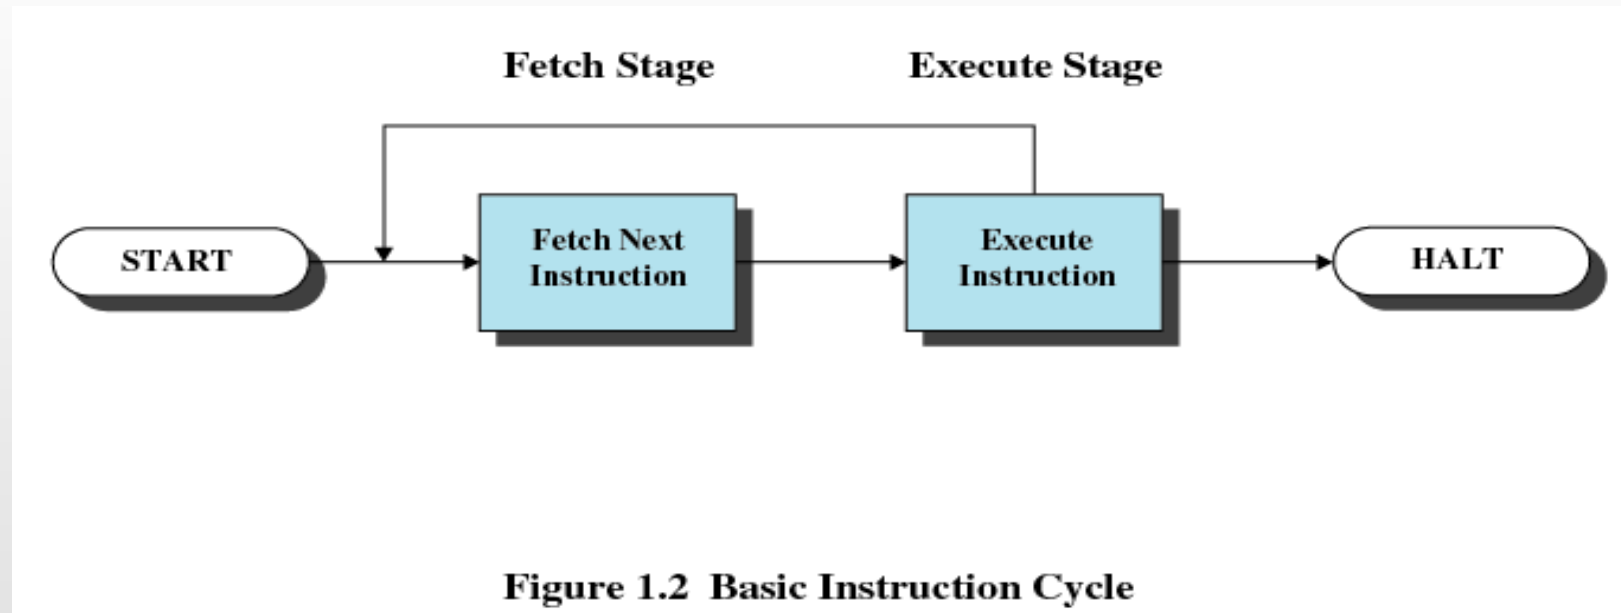 Fetch Stage
Execute Stage
START
Fetch Next
Instruction
Execute
Instruction
HALT
Figure 1.2 Basic Instruction Cycle